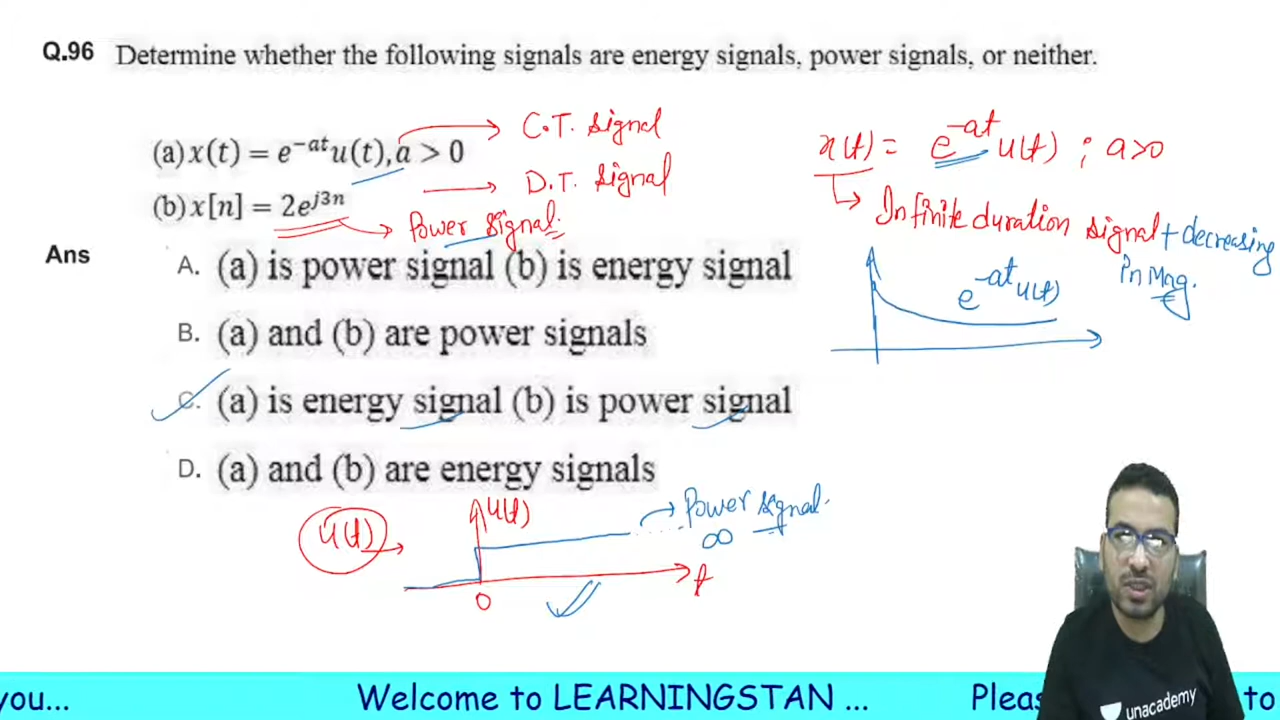 Q.96 Determine whether the following signals are energy signals, power signals, or neither.
(a) x(t) = e^{-at}u(t), a > 0
C.T. Signal
(b) x[n] = 2e^{j3n}
D.T. Signal
Power Signal.
x(t) = e^{-at} u(t) ; a>0
Infinite duration signal + decreasing
in Mag.
e^{-at} u(t)
Ans
A. (a) is power signal (b) is energy signal
B. (a) and (b) are power signals
C. (a) is energy signal (b) is power signal
D. (a) and (b) are energy signals
u(t)
u(t)
Power signal.
∞
t
0
unacademy
you...
Welcome to LEARNINGSTAN ...
Pleas
to